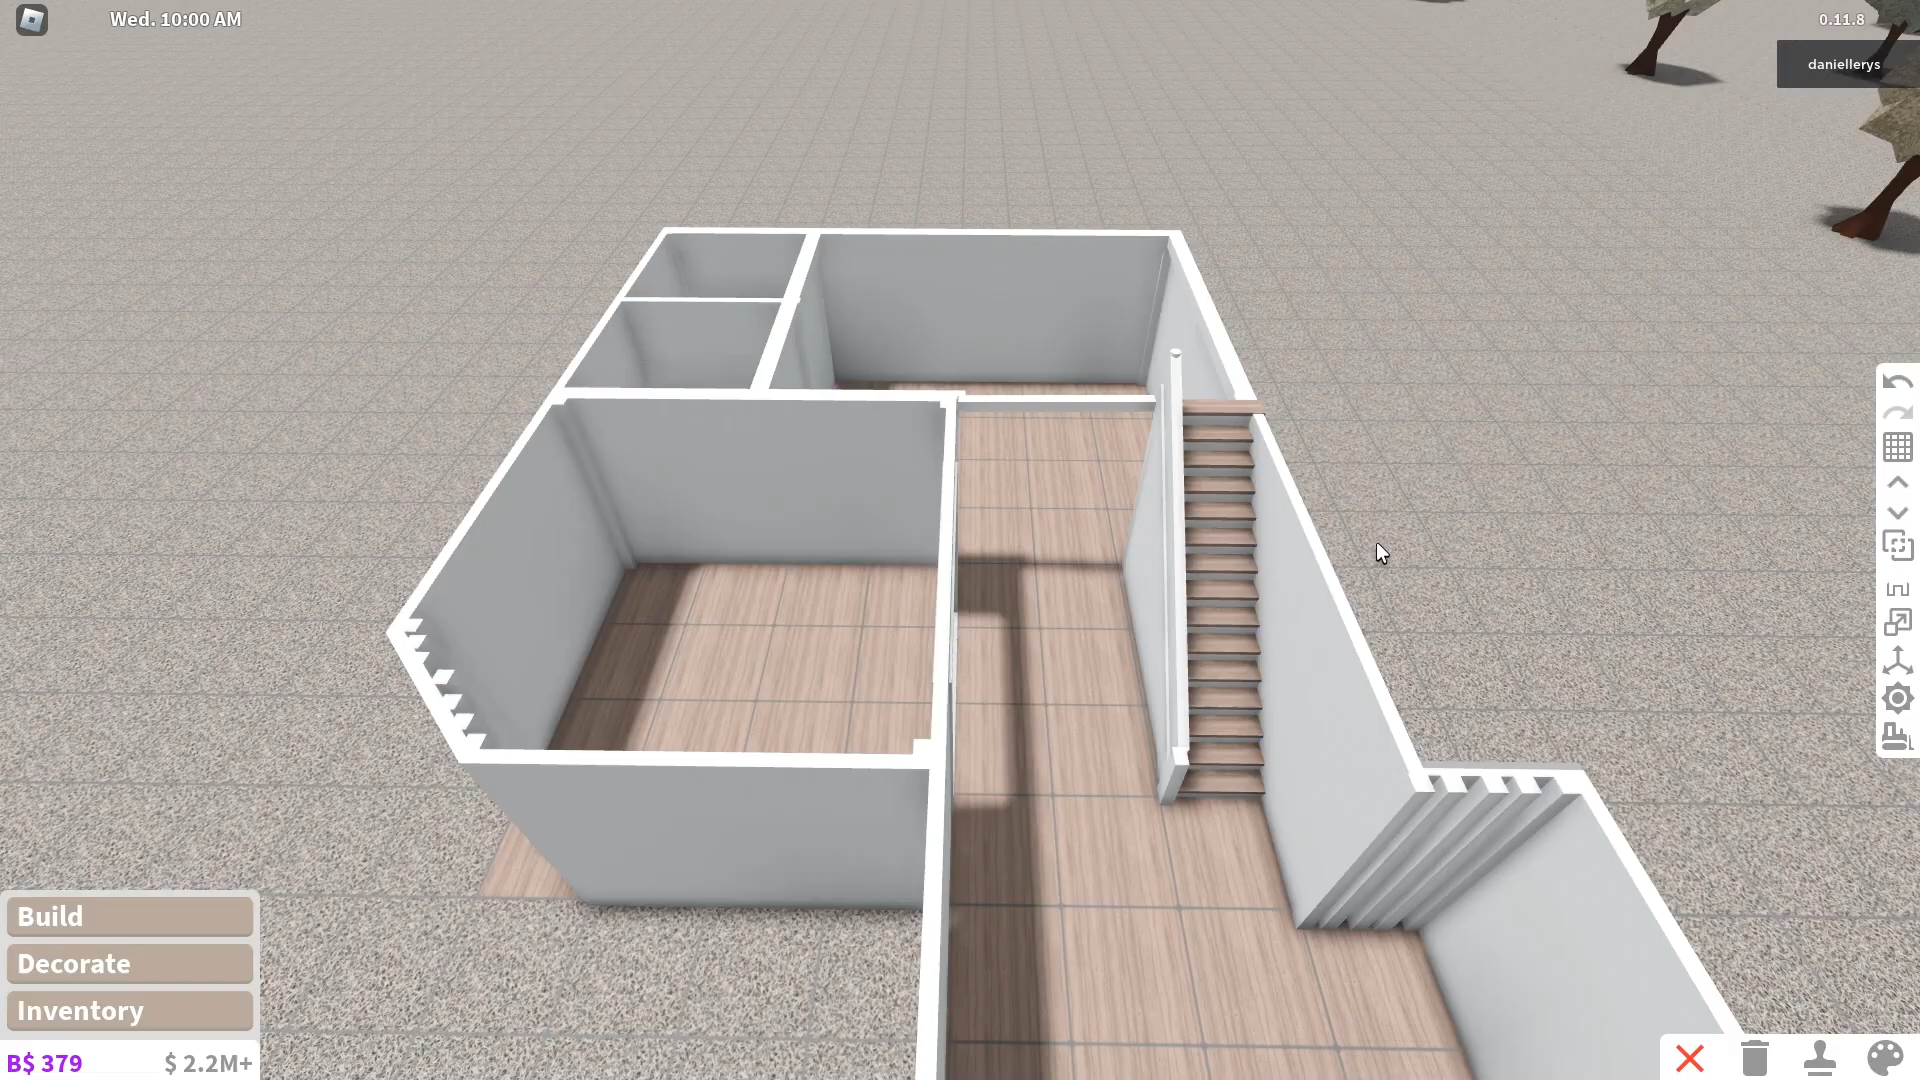 Wed. 10:00 AM
0.11.8
daniellerys
Build
Decorate
Inventory
B$ 379
$ 2.2M+